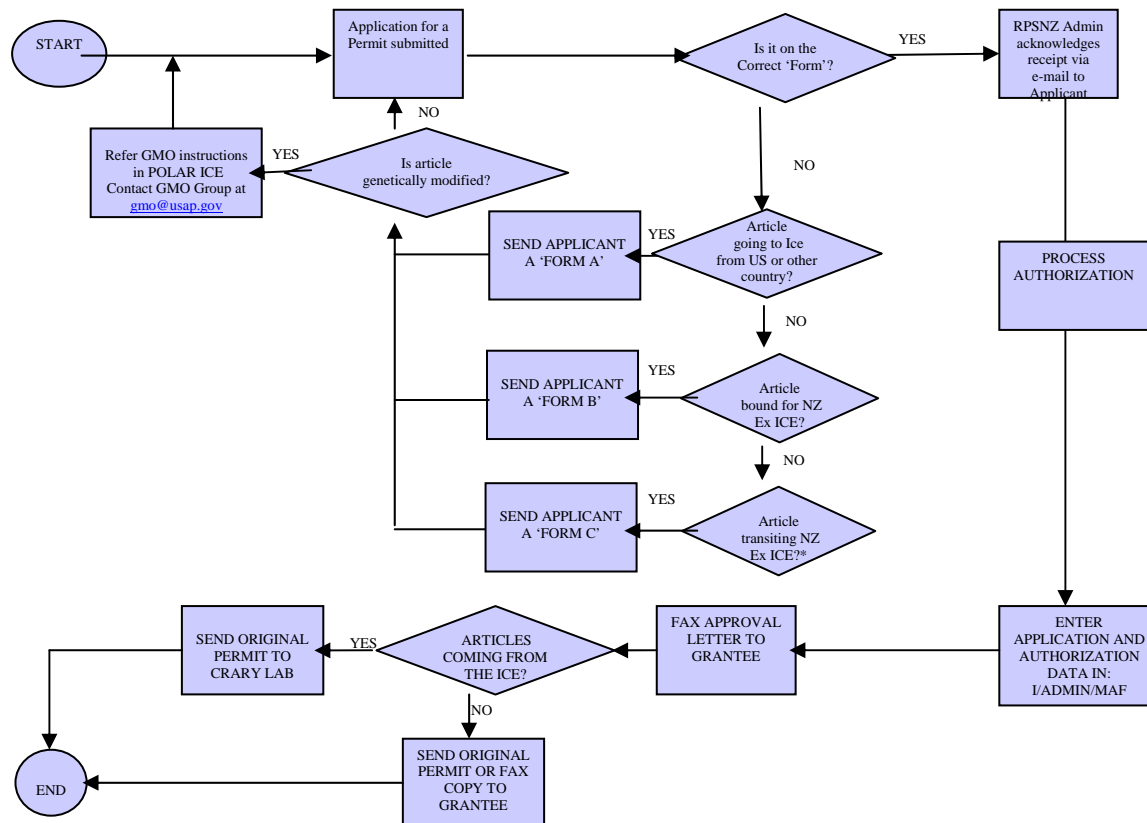 START
Application for a
Permit submitted
Is it on the
Correct ‘Form’?
YES
RPSNZ Admin
acknowledges
receipt via
e-mail to
Applicant
NO
Refer GMO instructions
in POLAR ICE
Contact GMO Group at
gmo@usap.gov
YES
Is article
genetically modified?
NO
SEND APPLICANT
A ‘FORM A’
YES
Article
going to Ice
from US or other
country?
PROCESS
AUTHORIZATION
NO
SEND APPLICANT
A ‘FORM B’
YES
Article
bound for NZ
Ex ICE?
NO
SEND APPLICANT
A ‘FORM C’
YES
Article
transiting NZ
Ex ICE?*
SEND ORIGINAL
PERMIT TO
CRARY LAB
YES
ARTICLES
COMING FROM
THE ICE?
FAX APPROVAL
LETTER TO
GRANTEE
ENTER
APPLICATION AND
AUTHORIZATION
DATA IN:
I/ADMIN/MAF
NO
END
SEND ORIGINAL
PERMIT OR FAX
COPY TO
GRANTEE